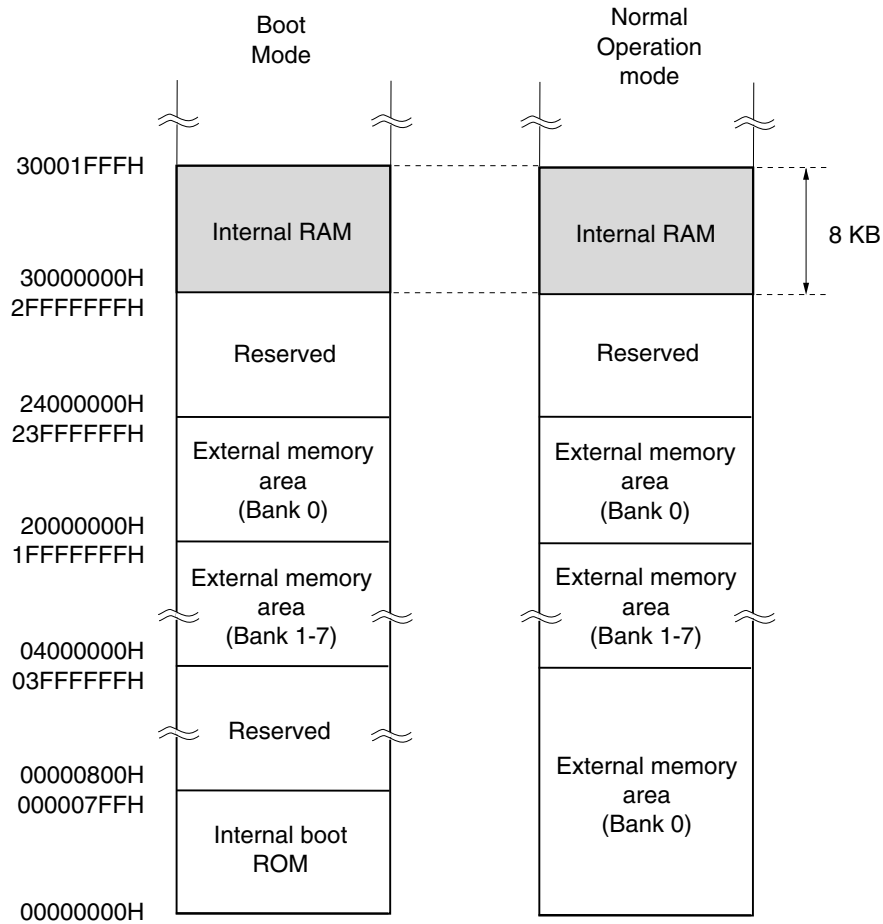 Boot
Mode
Normal
Operation
mode
30001FFFH
Internal RAM
Internal RAM
8 KB
30000000H
2FFFFFFFH
Reserved
Reserved
24000000H
23FFFFFFH
External memory
area
(Bank 0)
External memory
area
(Bank 0)
20000000H
1FFFFFFFH
External memory
area
(Bank 1-7)
External memory
area
(Bank 1-7)
04000000H
03FFFFFFH
Reserved
00000800H
000007FFH
External memory
area
(Bank 0)
Internal boot
ROM
00000000H